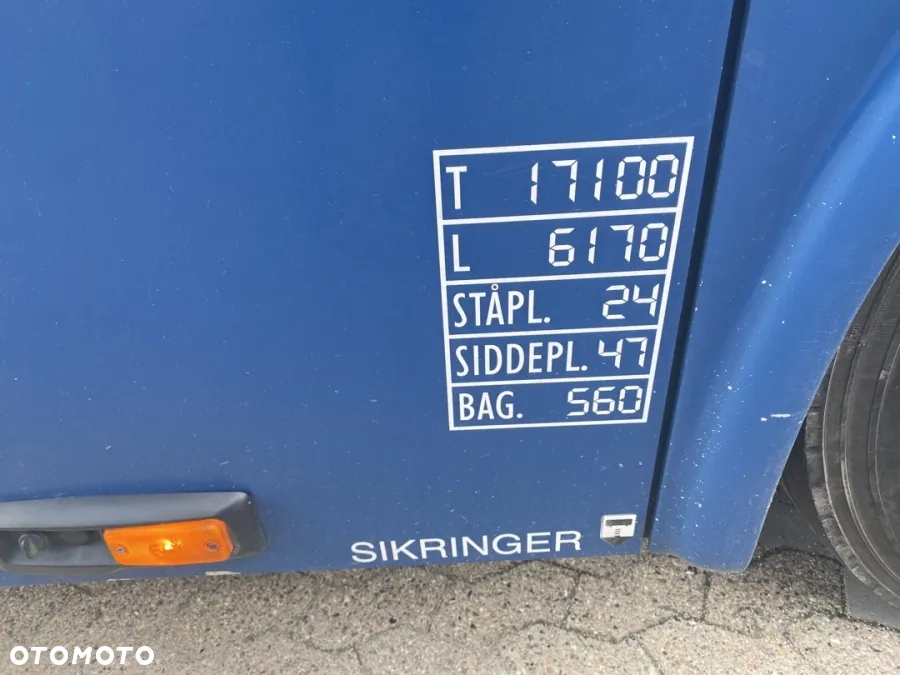 T 17100
L 6170
STÅPL. 24
SIDDEPL. 47
BAG. 560
SIKRINGER
OTOMOTO